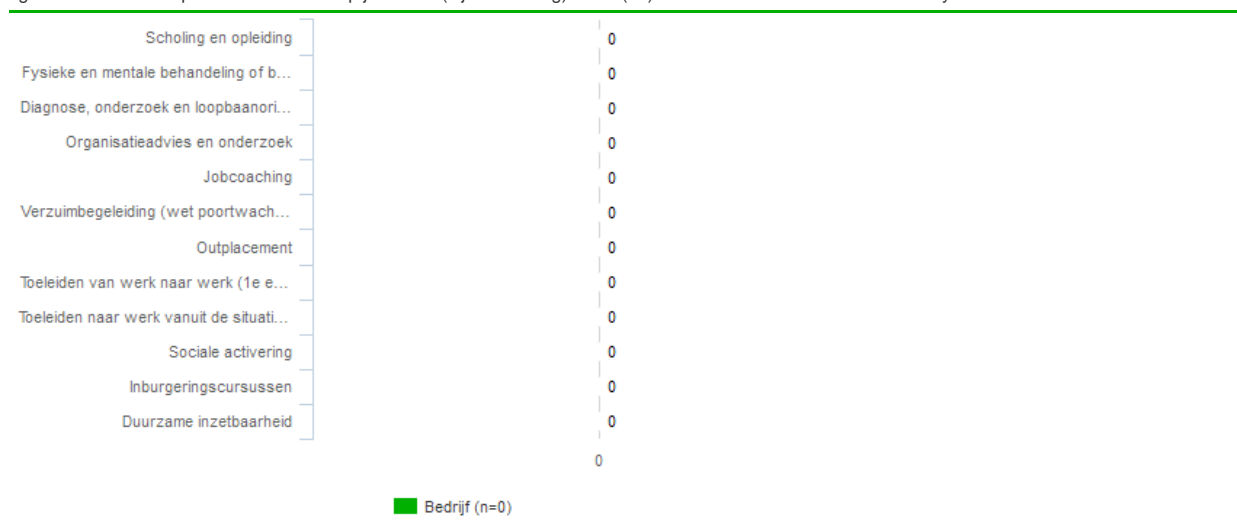 Scholing en opleiding 0
Fysieke en mentale behandeling of b... 0
Diagnose, onderzoek en loopbaanori... 0
Organisatieadvies en onderzoek 0
Jobcoaching 0
Verzuimbegeleiding (wet poortwach... 0
Outplacement 0
Toeleiden van werk naar werk (1e e... 0
Toeleiden naar werk vanuit de situati... 0
Sociale activering 0
Inburgeringscursussen 0
Duurzame inzetbaarheid 0
0
Bedrijf (n=0)